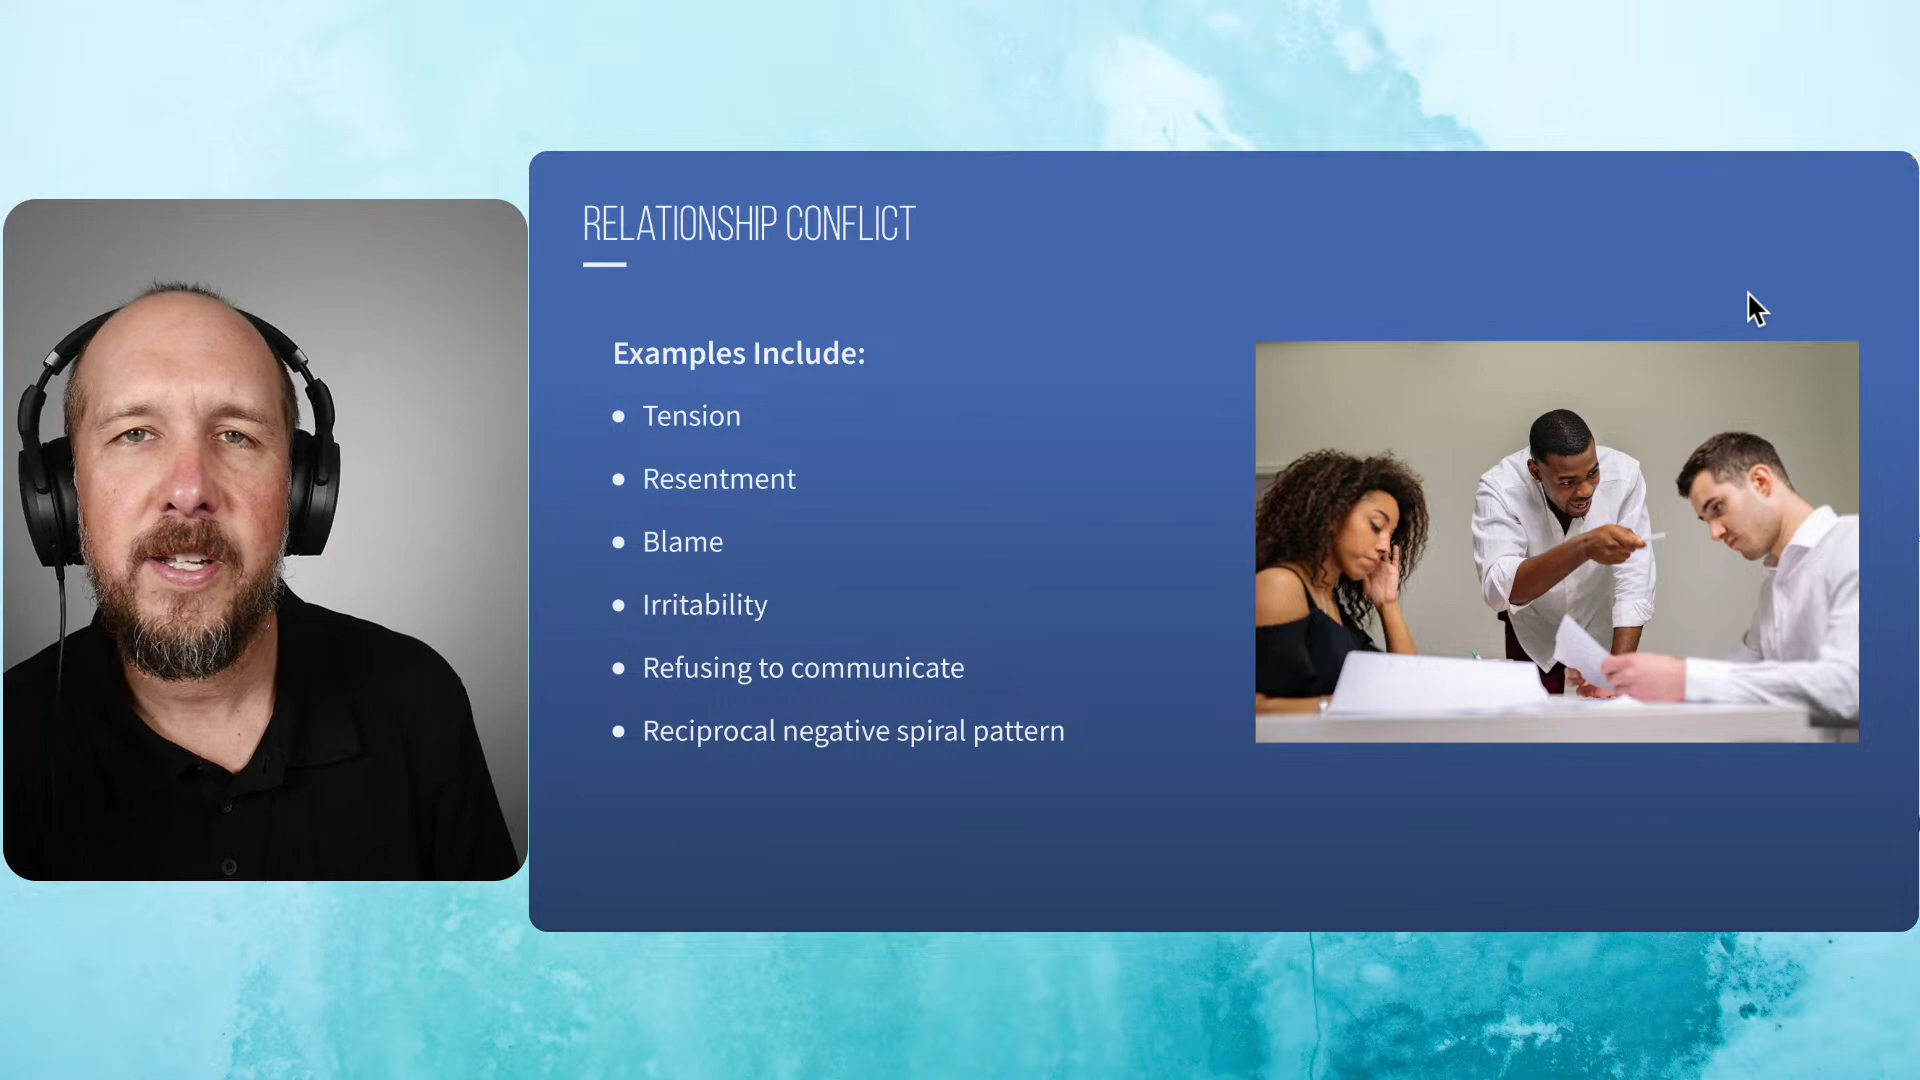 RELATIONSHIP CONFLICT
Examples Include:
Tension
Resentment
Blame
Irritability
Refusing to communicate
Reciprocal negative spiral pattern